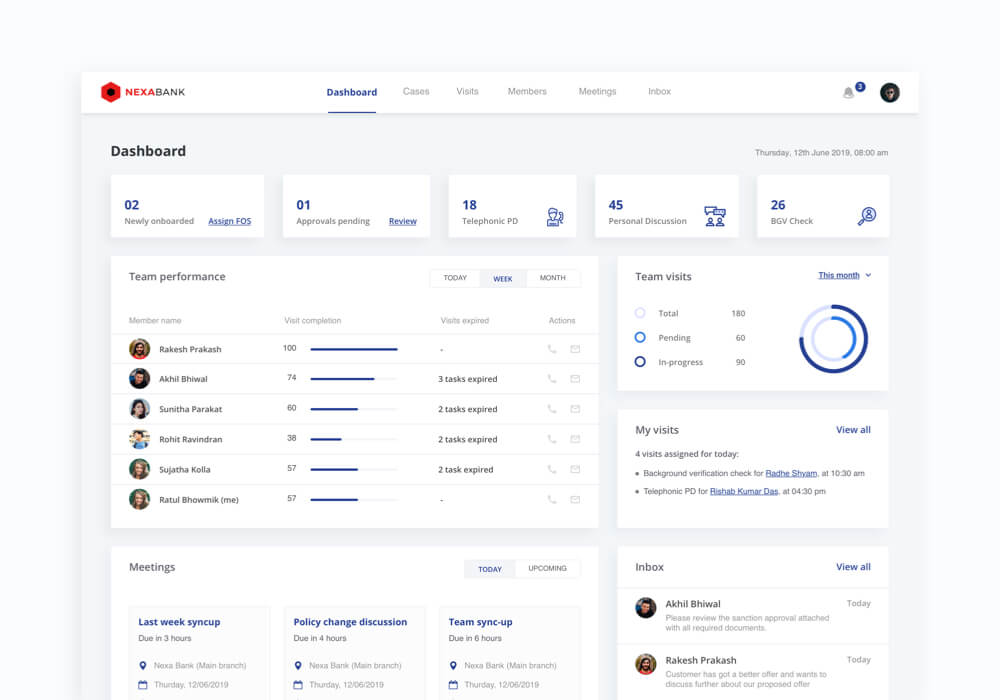 NEXABANK
Dashboard Cases Visits Members Meetings Inbox
3
Dashboard
Thursday, 12th June 2019, 08:00 am
02
Newly onboarded Assign FOS
01
Approvals pending Review
18
Telephonic PD
45
Personal Discussion
26
BGV Check
Team performance
TODAY WEEK MONTH
Member name Visit completion Visits expired Actions
Rakesh Prakash 100 -
Akhil Bhiwal 74 3 tasks expired
Sunitha Parakat 60 2 tasks expired
Rohit Ravindran 38 2 tasks expired
Sujatha Kolla 57 2 task expired
Ratul Bhowmik (me) 57 -
Team visits
This month
Total 180
Pending 60
In-progress 90
My visits
View all
4 visits assigned for today:
• Background verification check for Radhe Shyam, at 10:30 am
• Telephonic PD for Rishab Kumar Das, at 04:30 pm
Meetings
TODAY UPCOMING
Last week syncup
Due in 3 hours
Nexa Bank (Main branch)
Thurday, 12/06/2019
Policy change discussion
Due in 4 hours
Nexa Bank (Main branch)
Thurday, 12/06/2019
Team sync-up
Due in 6 hours
Nexa Bank (Main branch)
Thurday, 12/06/2019
Inbox
View all
Akhil Bhiwal Today
Please review the sanction approval attached
with all required documents.
Rakesh Prakash Today
Customer has got a better offer and wants to
discuss further about our proposed offer